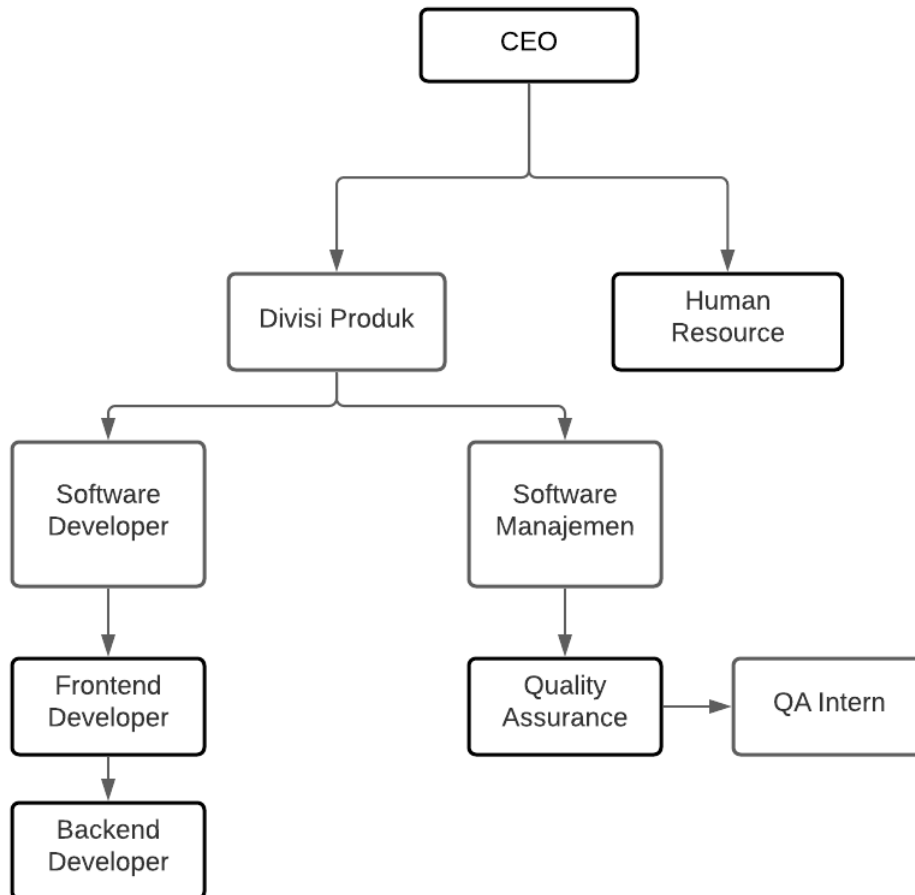 CEO
Divisi Produk
Human
Resource
Software
Developer
Software
Manajemen
Frontend
Developer
Quality
Assurance
QA Intern
Backend
Developer